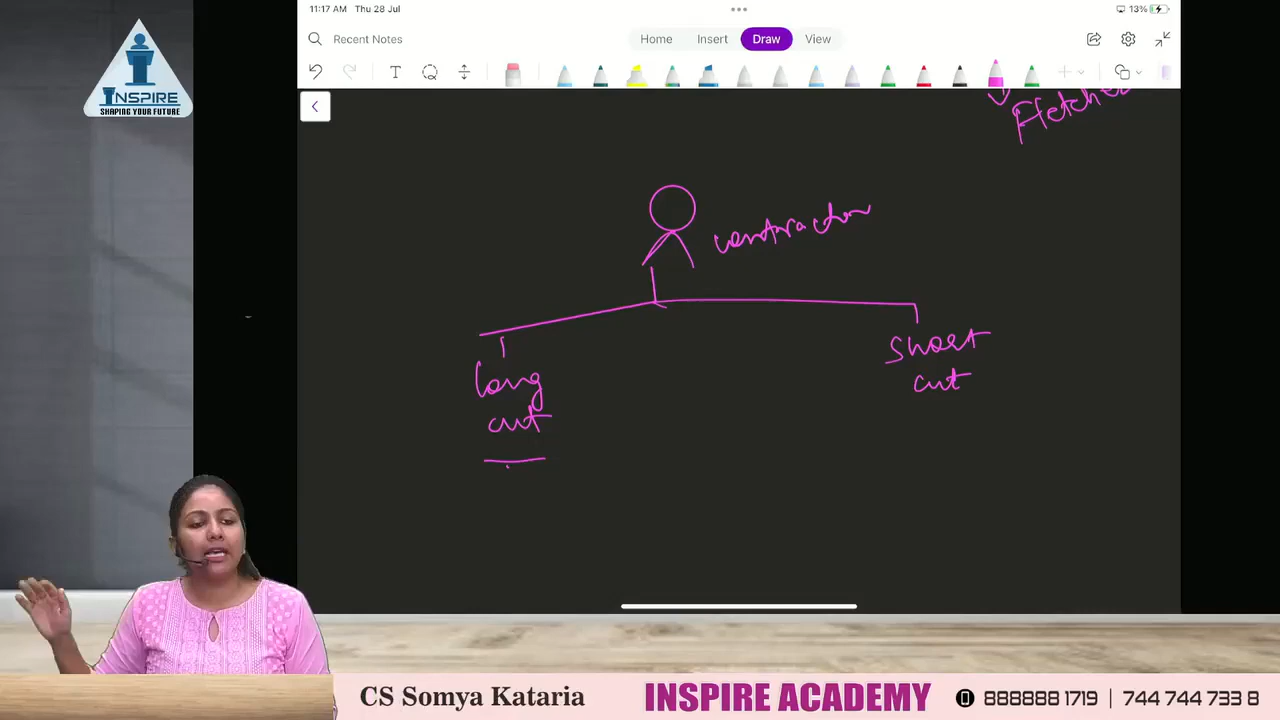 11:17 AM Thu 28 Jul
13%
Recent Notes
Home Insert Draw View
T
INSPIRE
SHAPING YOUR FUTURE
contractor
long
cut
short
cut
CS Somya Kataria
INSPIRE ACADEMY
888888 1719 | 744 744 733 8